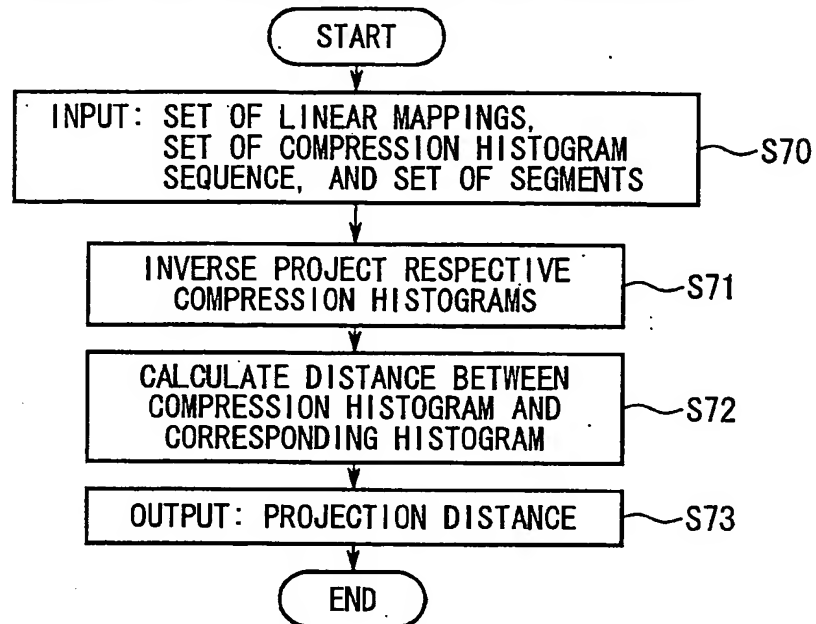 START
INPUT: SET OF LINEAR MAPPINGS,
SET OF COMPRESSION HISTOGRAM
SEQUENCE, AND SET OF SEGMENTS
S70
INVERSE PROJECT RESPECTIVE
COMPRESSION HISTOGRAMS
S71
CALCULATE DISTANCE BETWEEN
COMPRESSION HISTOGRAM AND
CORRESPONDING HISTOGRAM
S72
OUTPUT: PROJECTION DISTANCE
S73
END